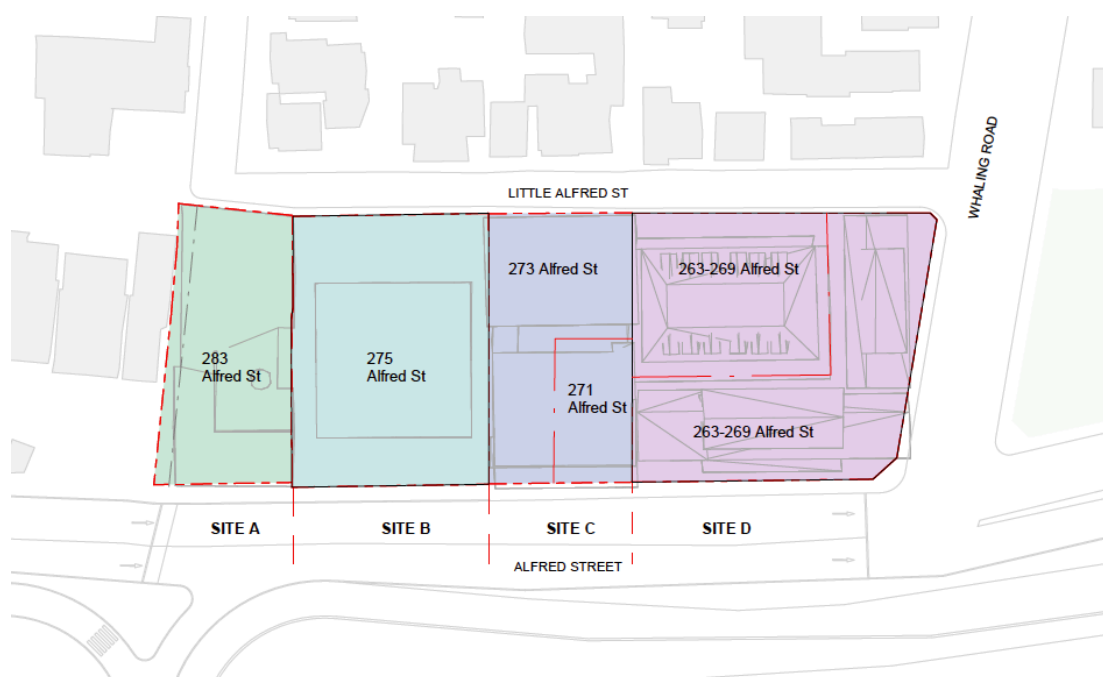 LITTLE ALFRED ST
WHALING ROAD
273 Alfred St
263-269 Alfred St
283
Alfred St
275
Alfred St
271
Alfred St
263-269 Alfred St
SITE A
SITE B
SITE C
SITE D
ALFRED STREET